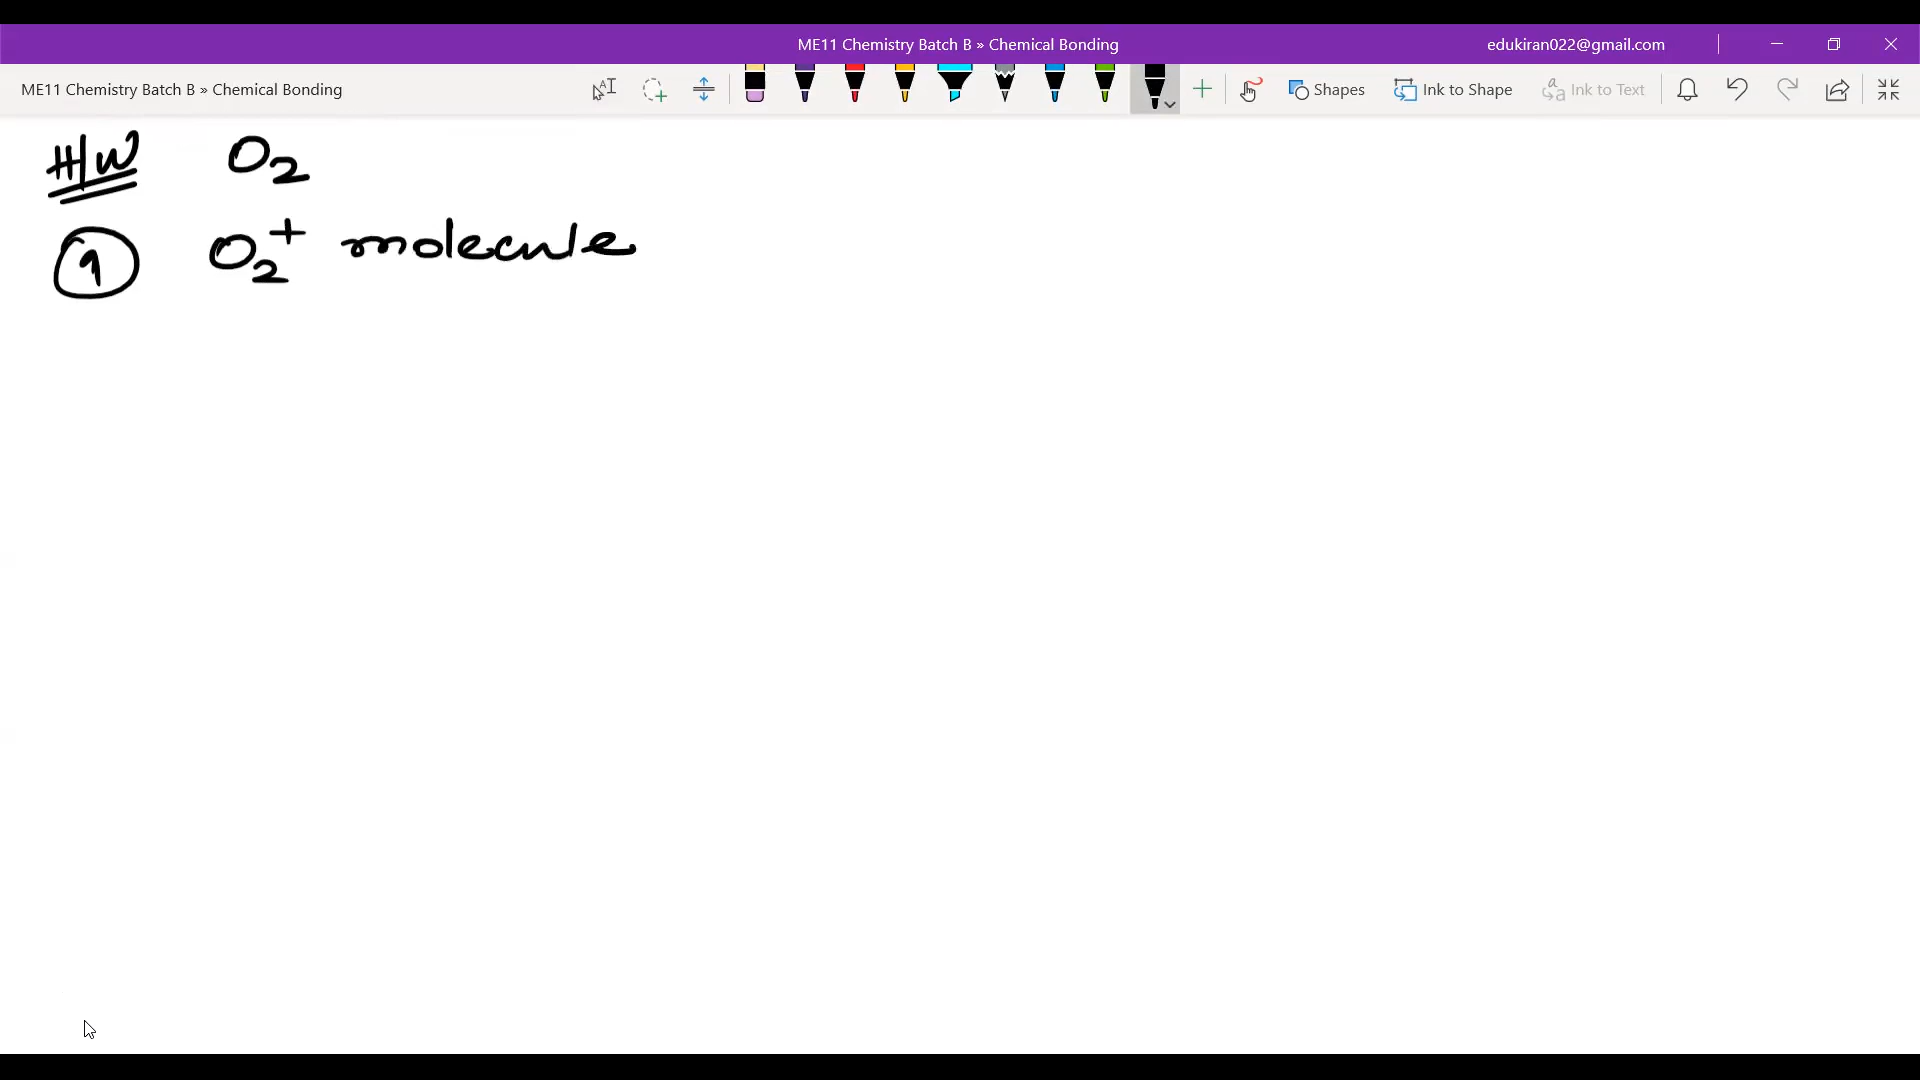 ME11 Chemistry Batch B » Chemical Bonding
edukiran022@gmail.com
ME11 Chemistry Batch B » Chemical Bonding
Shapes
Ink to Shape
Ink to Text
H/W O₂
① O₂⁺ molecule